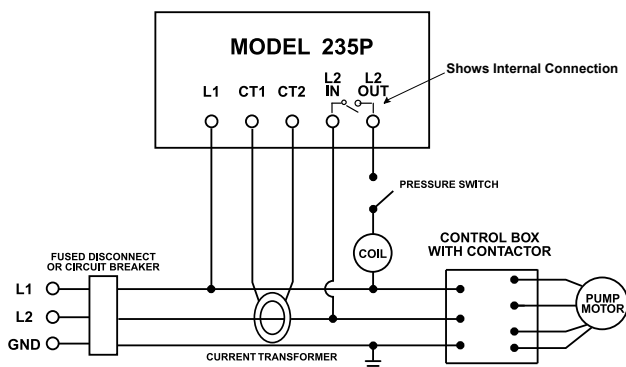 MODEL 235P
Shows Internal Connection
L1 CT1 CT2 L2 IN L2 OUT
PRESSURE SWITCH
COIL
FUSED DISCONNECT
OR CIRCUIT BREAKER
CONTROL BOX
WITH CONTACTOR
L1
L2
GND
CURRENT TRANSFORMER
PUMP
MOTOR